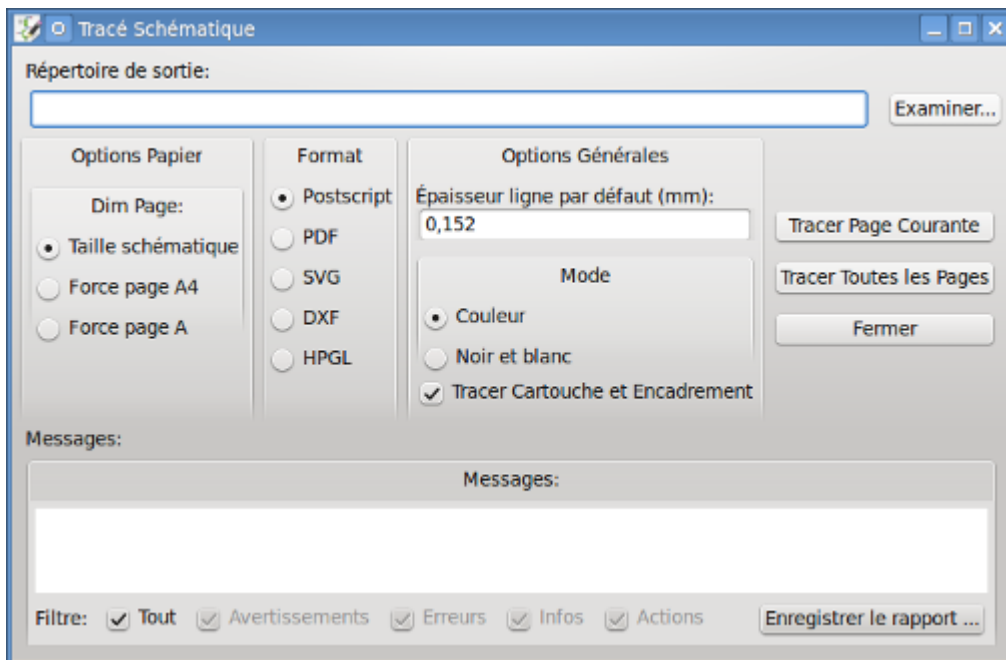 Tracé Schématique
Répertoire de sortie:
Examiner...
Options Papier
Dim Page:
Taille schématique
Force page A4
Force page A
Format
Postscript
PDF
SVG
DXF
HPGL
Options Générales
Épaisseur ligne par défaut (mm):
0,152
Mode
Couleur
Noir et blanc
Tracer Cartouche et Encadrement
Tracer Page Courante
Tracer Toutes les Pages
Fermer
Messages:
Messages:
Filtre: Tout Avertissements Erreurs Infos Actions Enregistrer le rapport ...